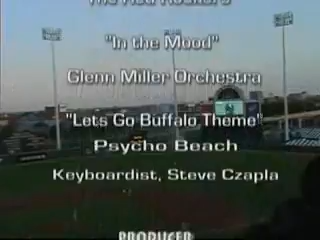 "In the Mood"
Glenn Miller Orchestra
"Lets Go Buffalo Theme"
Psycho Beach
Keyboardist, Steve Czapla
PRODUCER